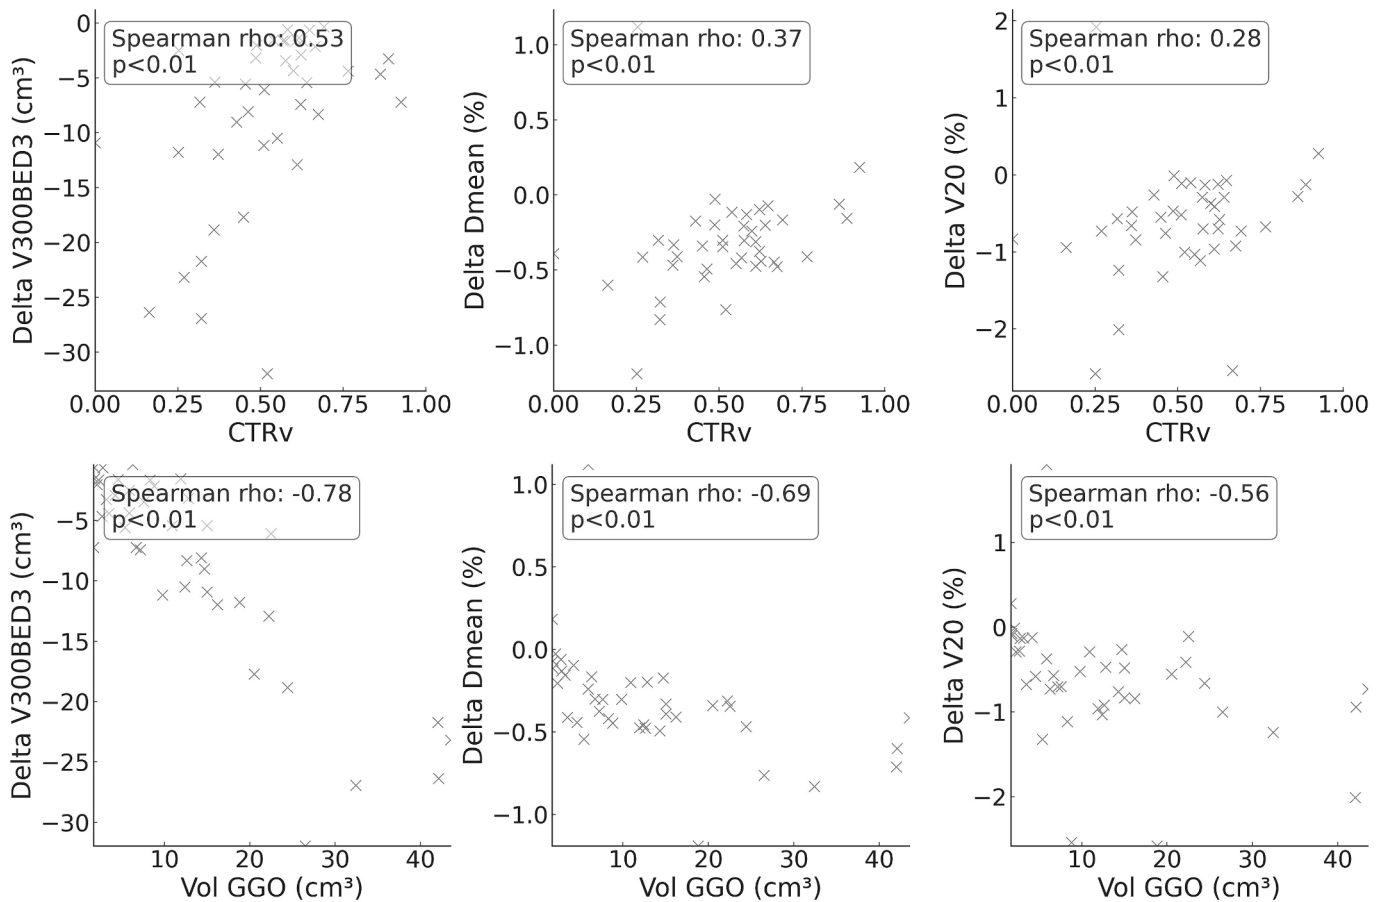 Delta V300BED3 (cm³)
0
−5
−10
−15
−20
−25
−30
Spearman rho: 0.53
p<0.01
0.00 0.25 0.50 0.75 1.00
CTRv
Delta Dmean (%)
1.0
0.5
0.0
−0.5
−1.0
Spearman rho: 0.37
p<0.01
0.00 0.25 0.50 0.75 1.00
CTRv
Delta V20 (%)
2
1
0
−1
−2
Spearman rho: 0.28
p<0.01
0.00 0.25 0.50 0.75 1.00
CTRv
Delta V300BED3 (cm³)
−5
−10
−15
−20
−25
−30
Spearman rho: -0.78
p<0.01
10 20 30 40
Vol GGO (cm³)
Delta Dmean (%)
1.0
0.5
0.0
−0.5
−1.0
Spearman rho: -0.69
p<0.01
10 20 30 40
Vol GGO (cm³)
Delta V20 (%)
1
0
−1
−2
Spearman rho: -0.56
p<0.01
10 20 30 40
Vol GGO (cm³)